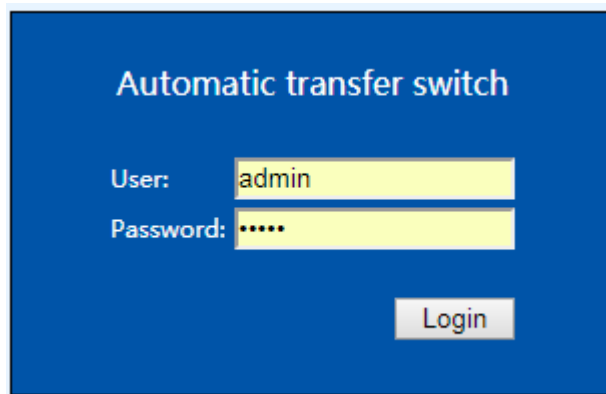 Automatic transfer switch
User: admin
Password: •••••
Login